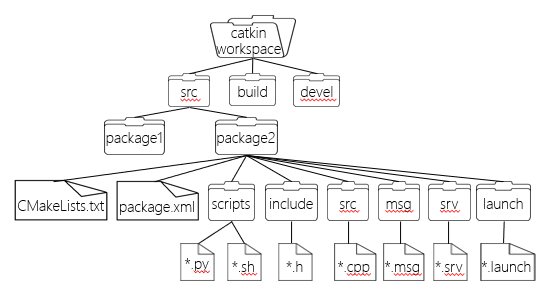 catkin
workspace
src
build
devel
package1
package2
CMakeLists.txt
package.xml
scripts
include
src
msg
srv
launch
*.py
*.sh
*.h
*.cpp
*.msg
*.srv
*.launch